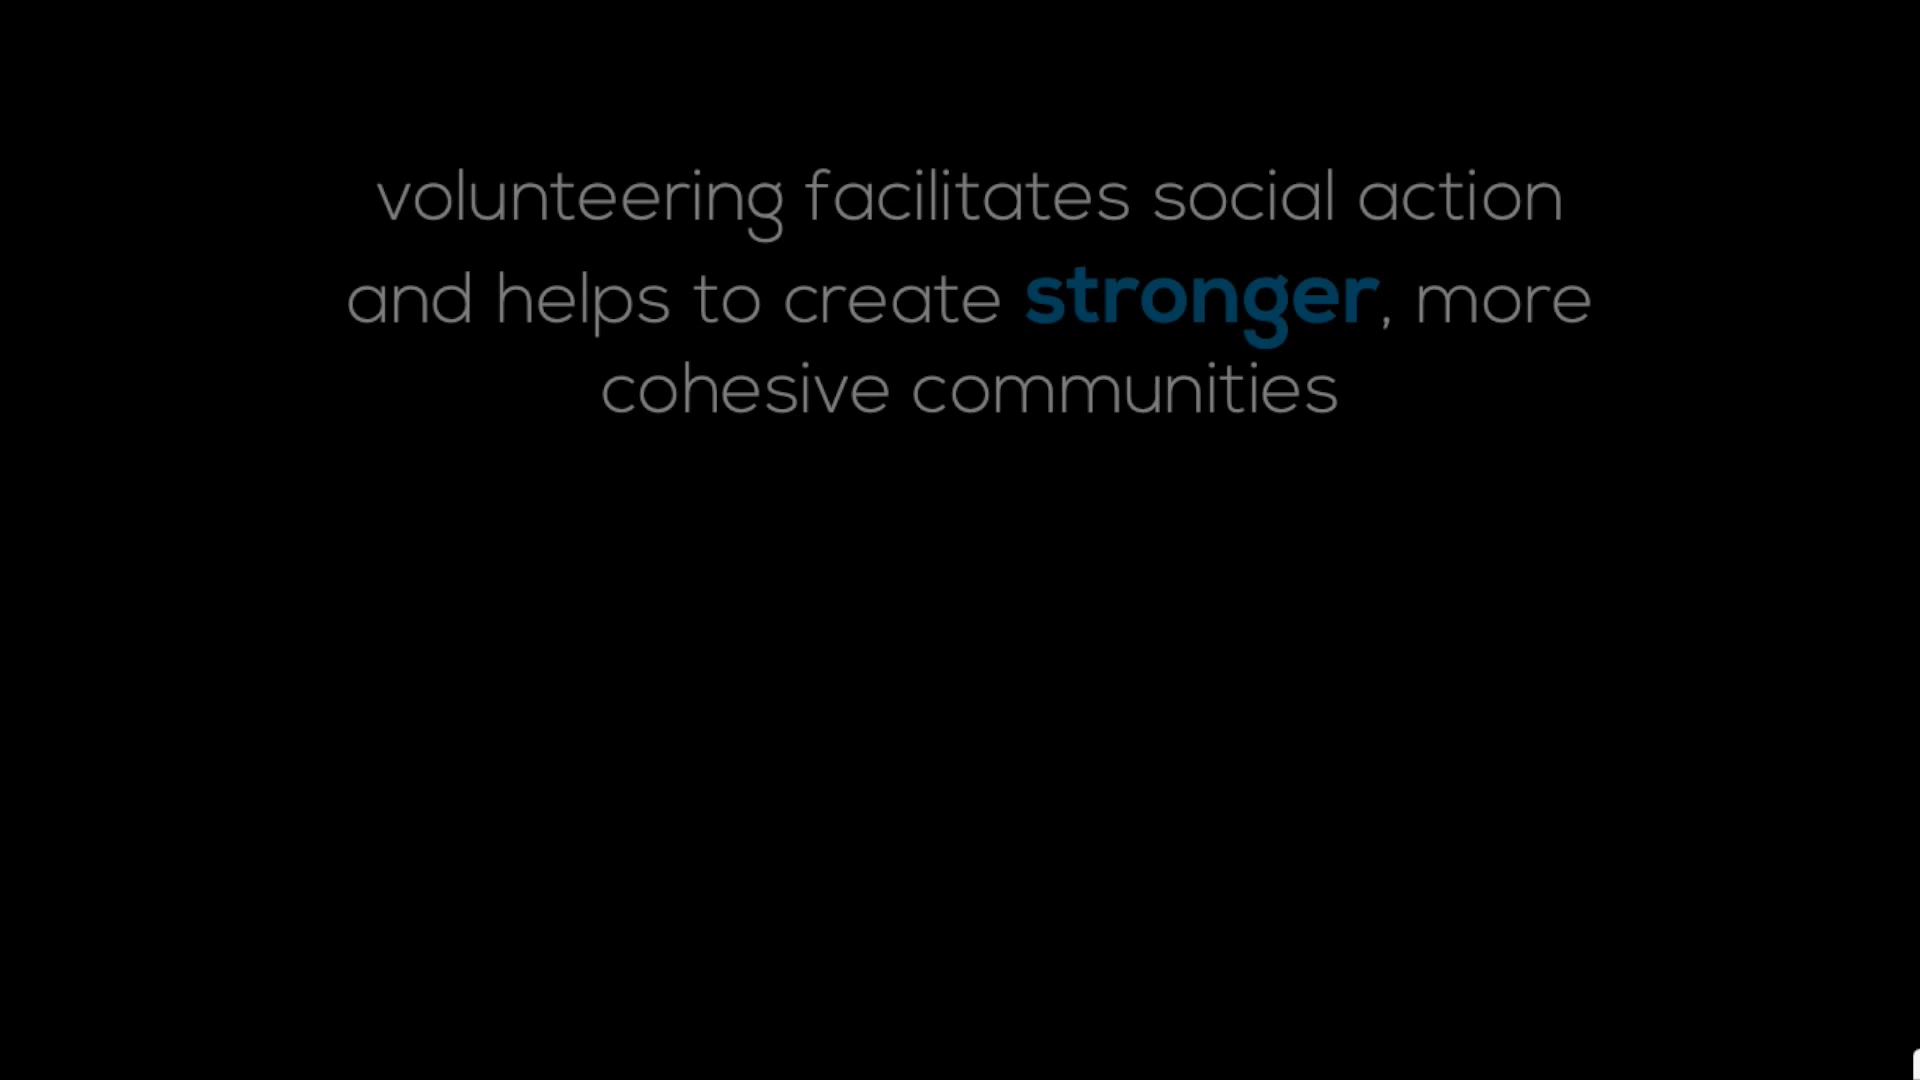 volunteering facilitates social action
and helps to create stronger, more
cohesive communities